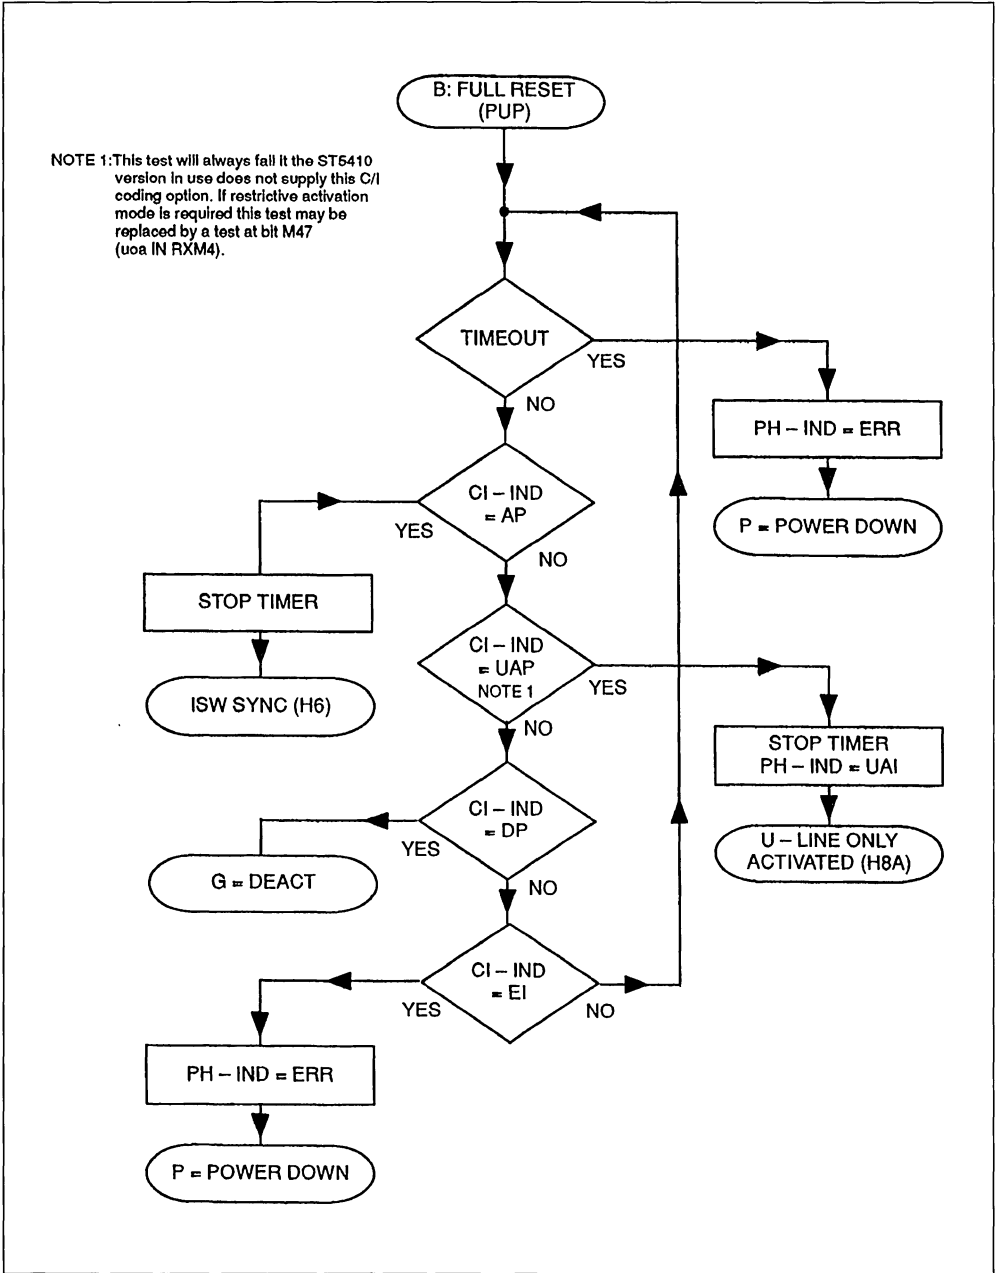 B: FULL RESET
(PUP)
NOTE 1:This test will always fail it the ST5410
version in use does not supply this C/I
coding option. If restrictive activation
mode is required this test may be
replaced by a test at bit M47
(uoa IN RXM4).
TIMEOUT
YES
NO
PH – IND = ERR
P = POWER DOWN
CI – IND
= AP
YES
NO
STOP TIMER
ISW SYNC (H6)
CI – IND
= UAP
NOTE 1
YES
NO
STOP TIMER
PH – IND = UAI
U – LINE ONLY
ACTIVATED (H8A)
CI – IND
= DP
YES
NO
G = DEACT
CI – IND
= EI
YES
NO
PH – IND = ERR
P = POWER DOWN